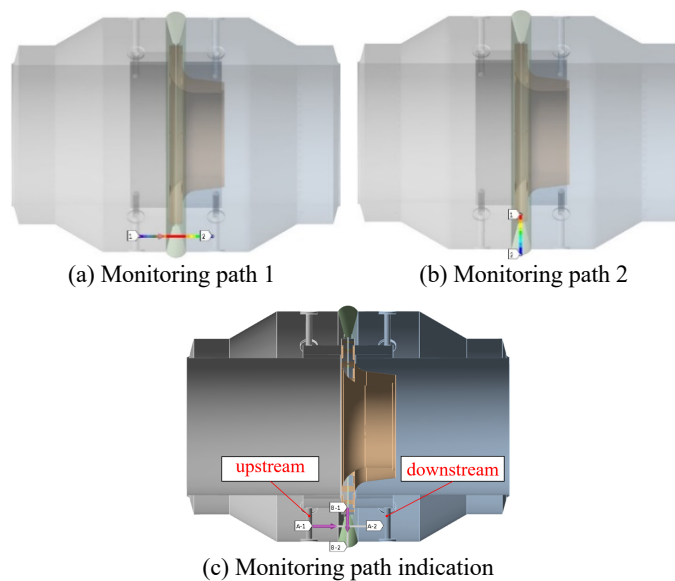 1
2
1
2
(a) Monitoring path 1
(b) Monitoring path 2
upstream
downstream
B-1
A-1
A-2
B-2
(c) Monitoring path indication